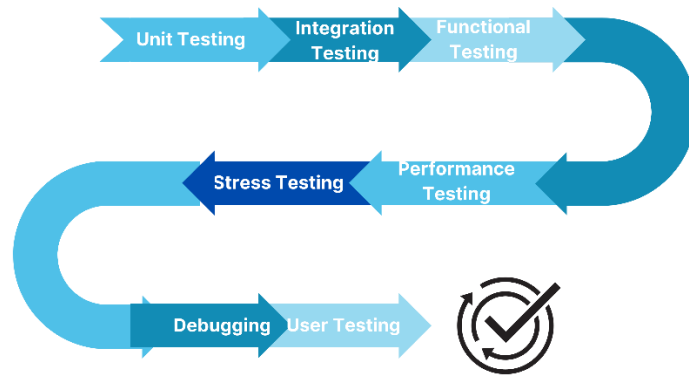 Unit Testing
Integration
Testing
Functional
Testing
Performance
Testing
Stress Testing
Debugging
User Testing